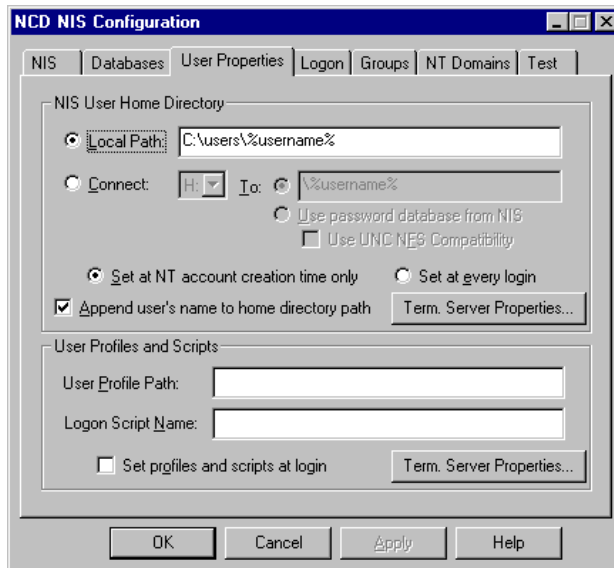 NCD NIS Configuration
NIS Databases User Properties Logon Groups NT Domains Test
NIS User Home Directory
Local Path: C:\users\%username%
Connect: H: To: \%username%
Use password database from NIS
Use UNC NFS Compatibility
Set at NT account creation time only Set at every login
Append user's name to home directory path Term. Server Properties...
User Profiles and Scripts
User Profile Path:
Logon Script Name:
Set profiles and scripts at login Term. Server Properties...
OK Cancel Apply Help